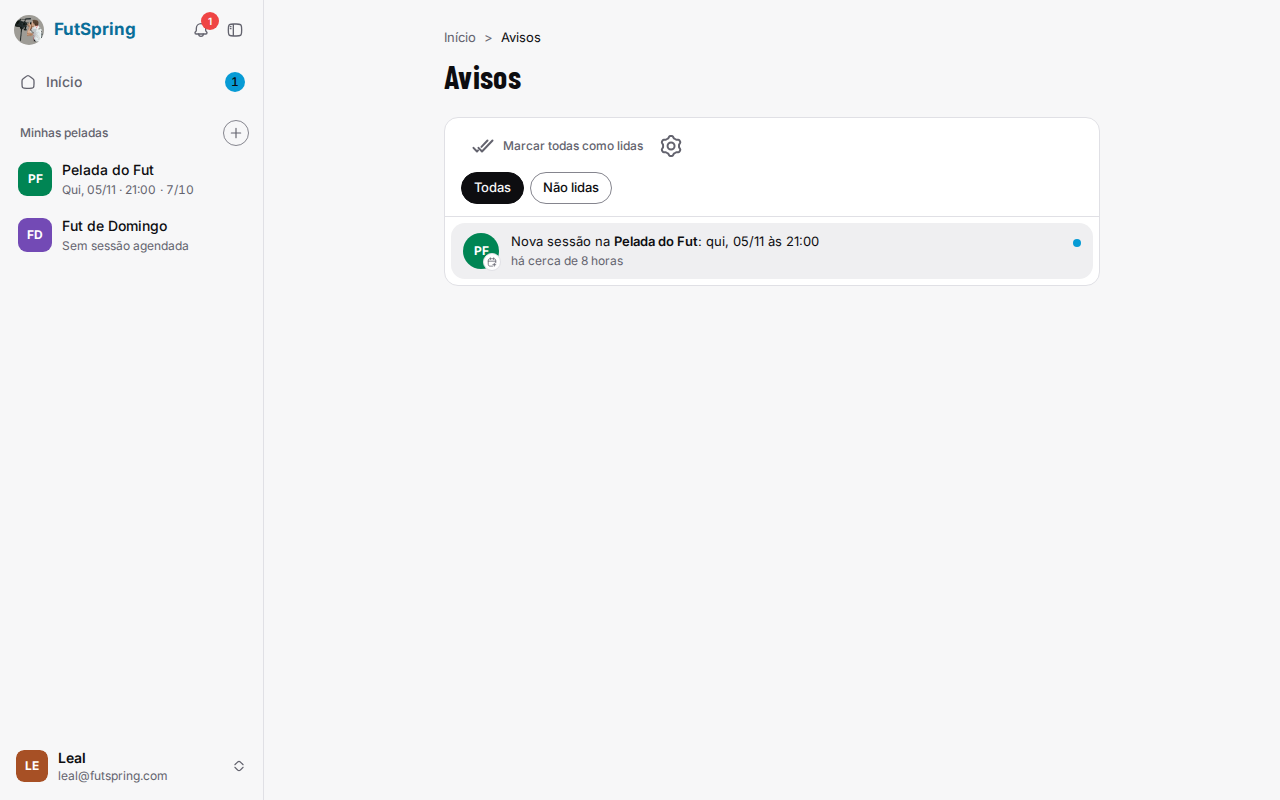 FutSpring
1
Início
1
Minhas peladas
PF
Pelada do Fut
Qui, 05/11 · 21:00 · 7/10
FD
Fut de Domingo
Sem sessão agendada
LE
Leal
leal@futspring.com
Início > Avisos
Avisos
Marcar todas como lidas
Todas
Não lidas
PF
Nova sessão na Pelada do Fut: qui, 05/11 às 21:00
há cerca de 8 horas